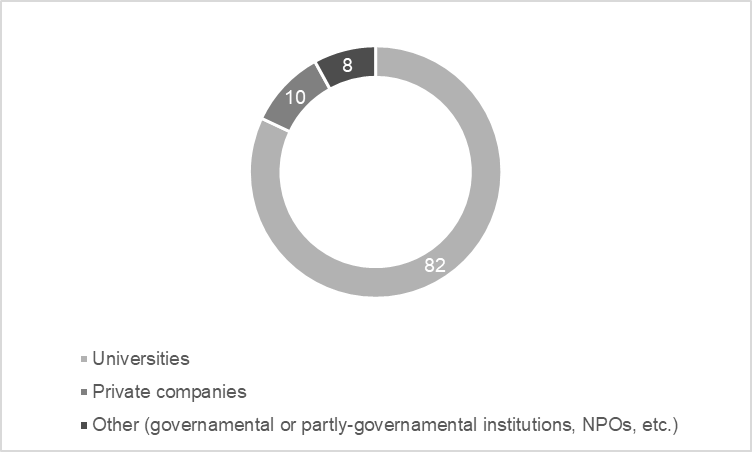 8
10
82
Universities
Private companies
Other (governamental or partly-governamental institutions, NPOs, etc.)